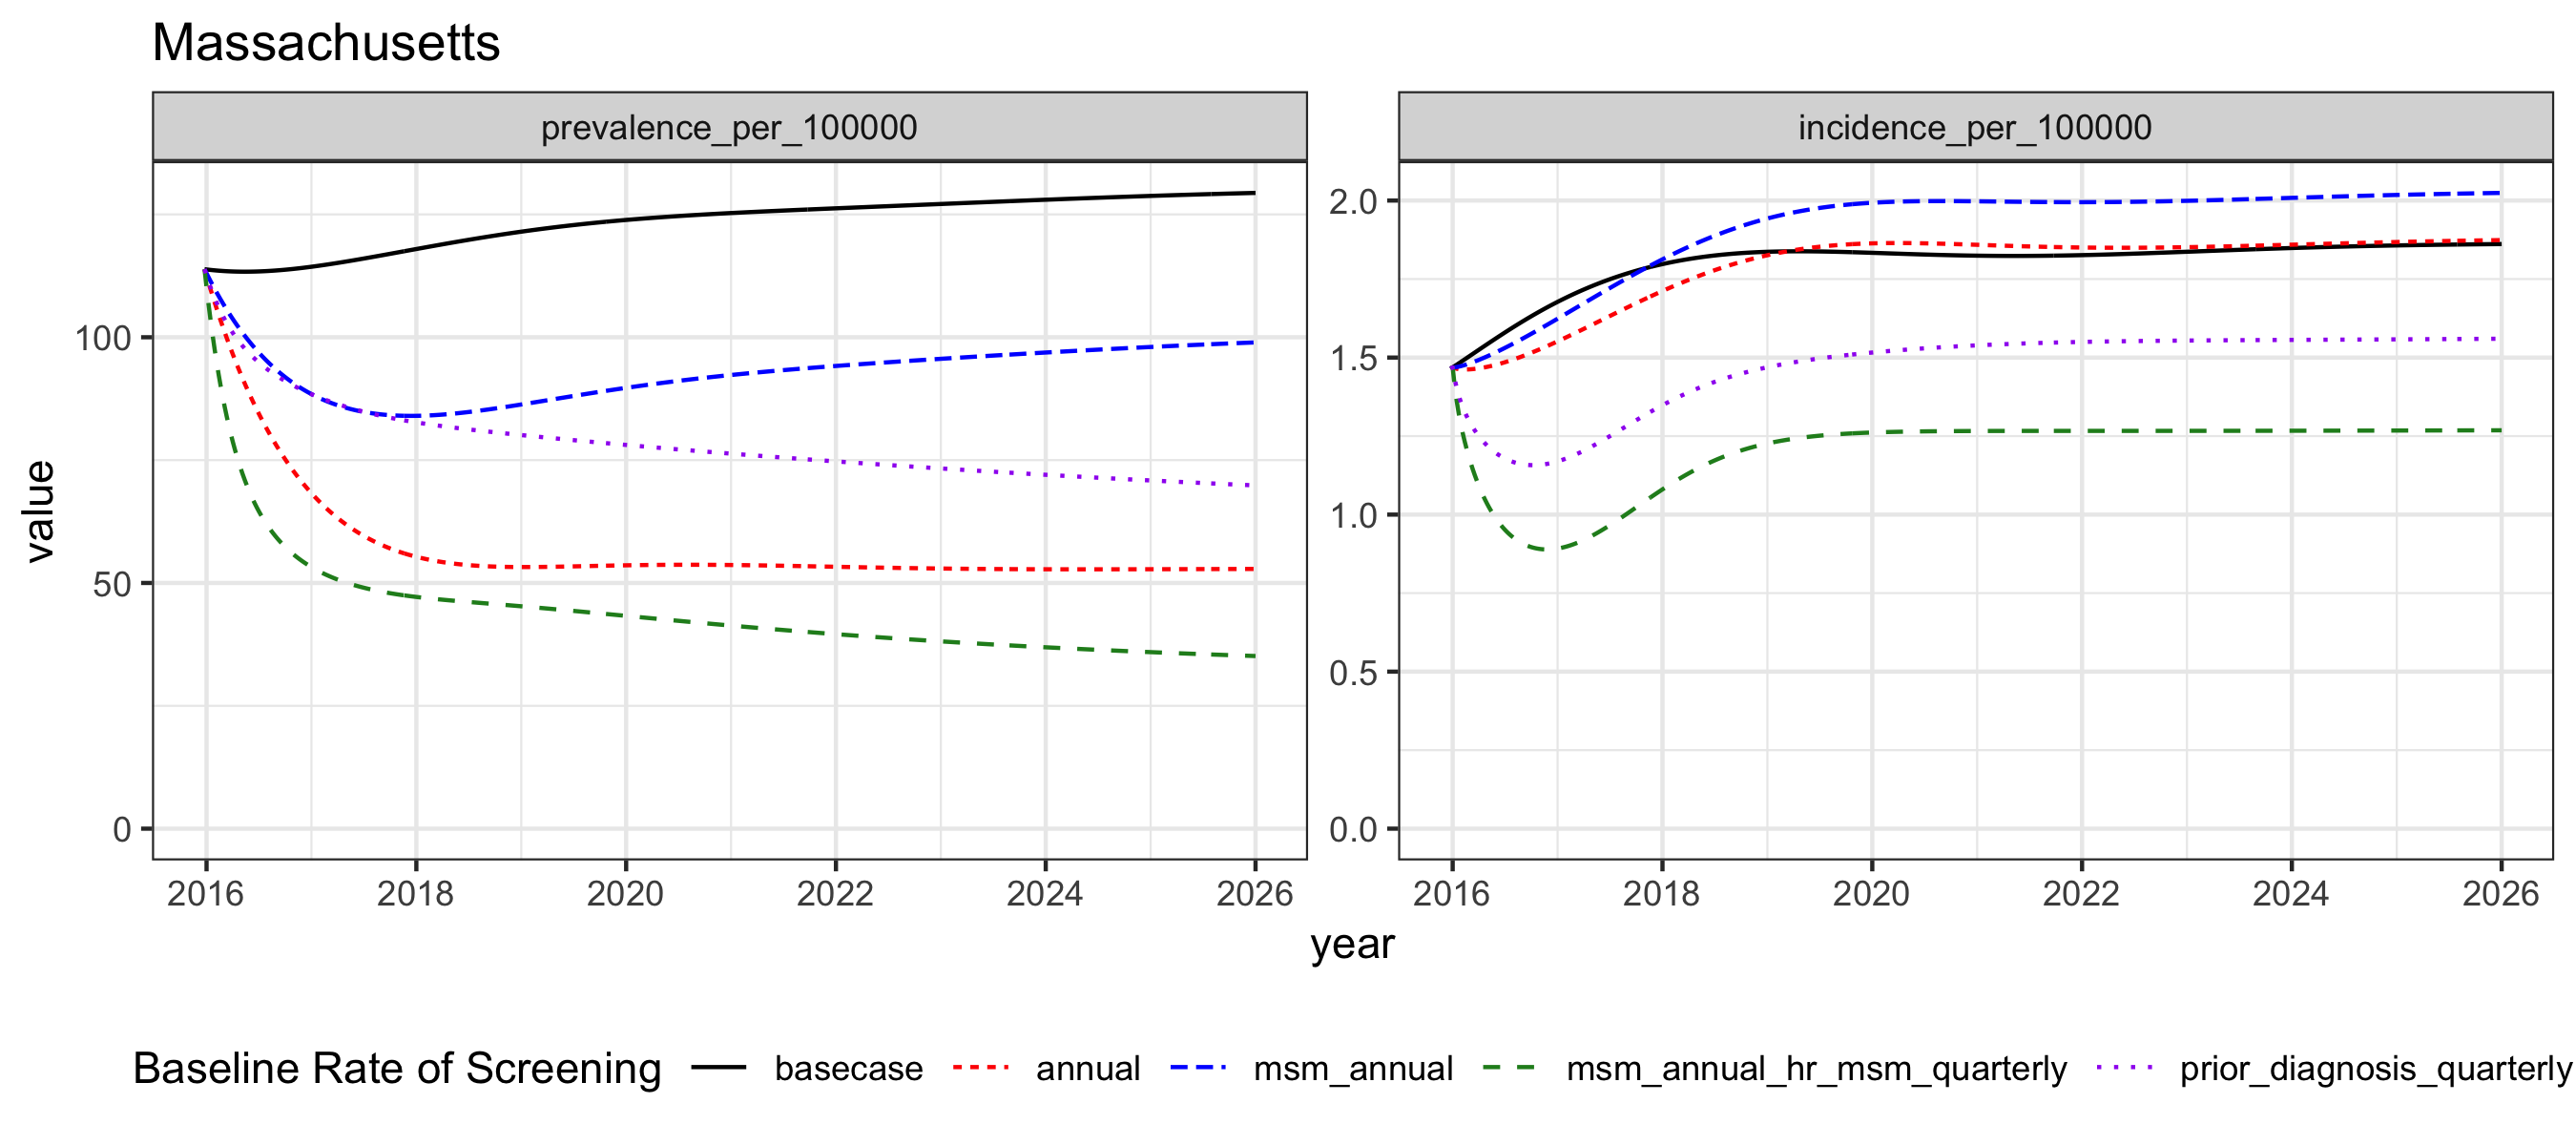 Massachusetts
prevalence_per_100000
incidence_per_100000
value
100
50
0
2.0
1.5
1.0
0.5
0.0
2016 2018 2020 2022 2024 2026
2016 2018 2020 2022 2024 2026
year
Baseline Rate of Screening basecase annual msm_annual msm_annual_hr_msm_quarterly prior_diagnosis_quarterly